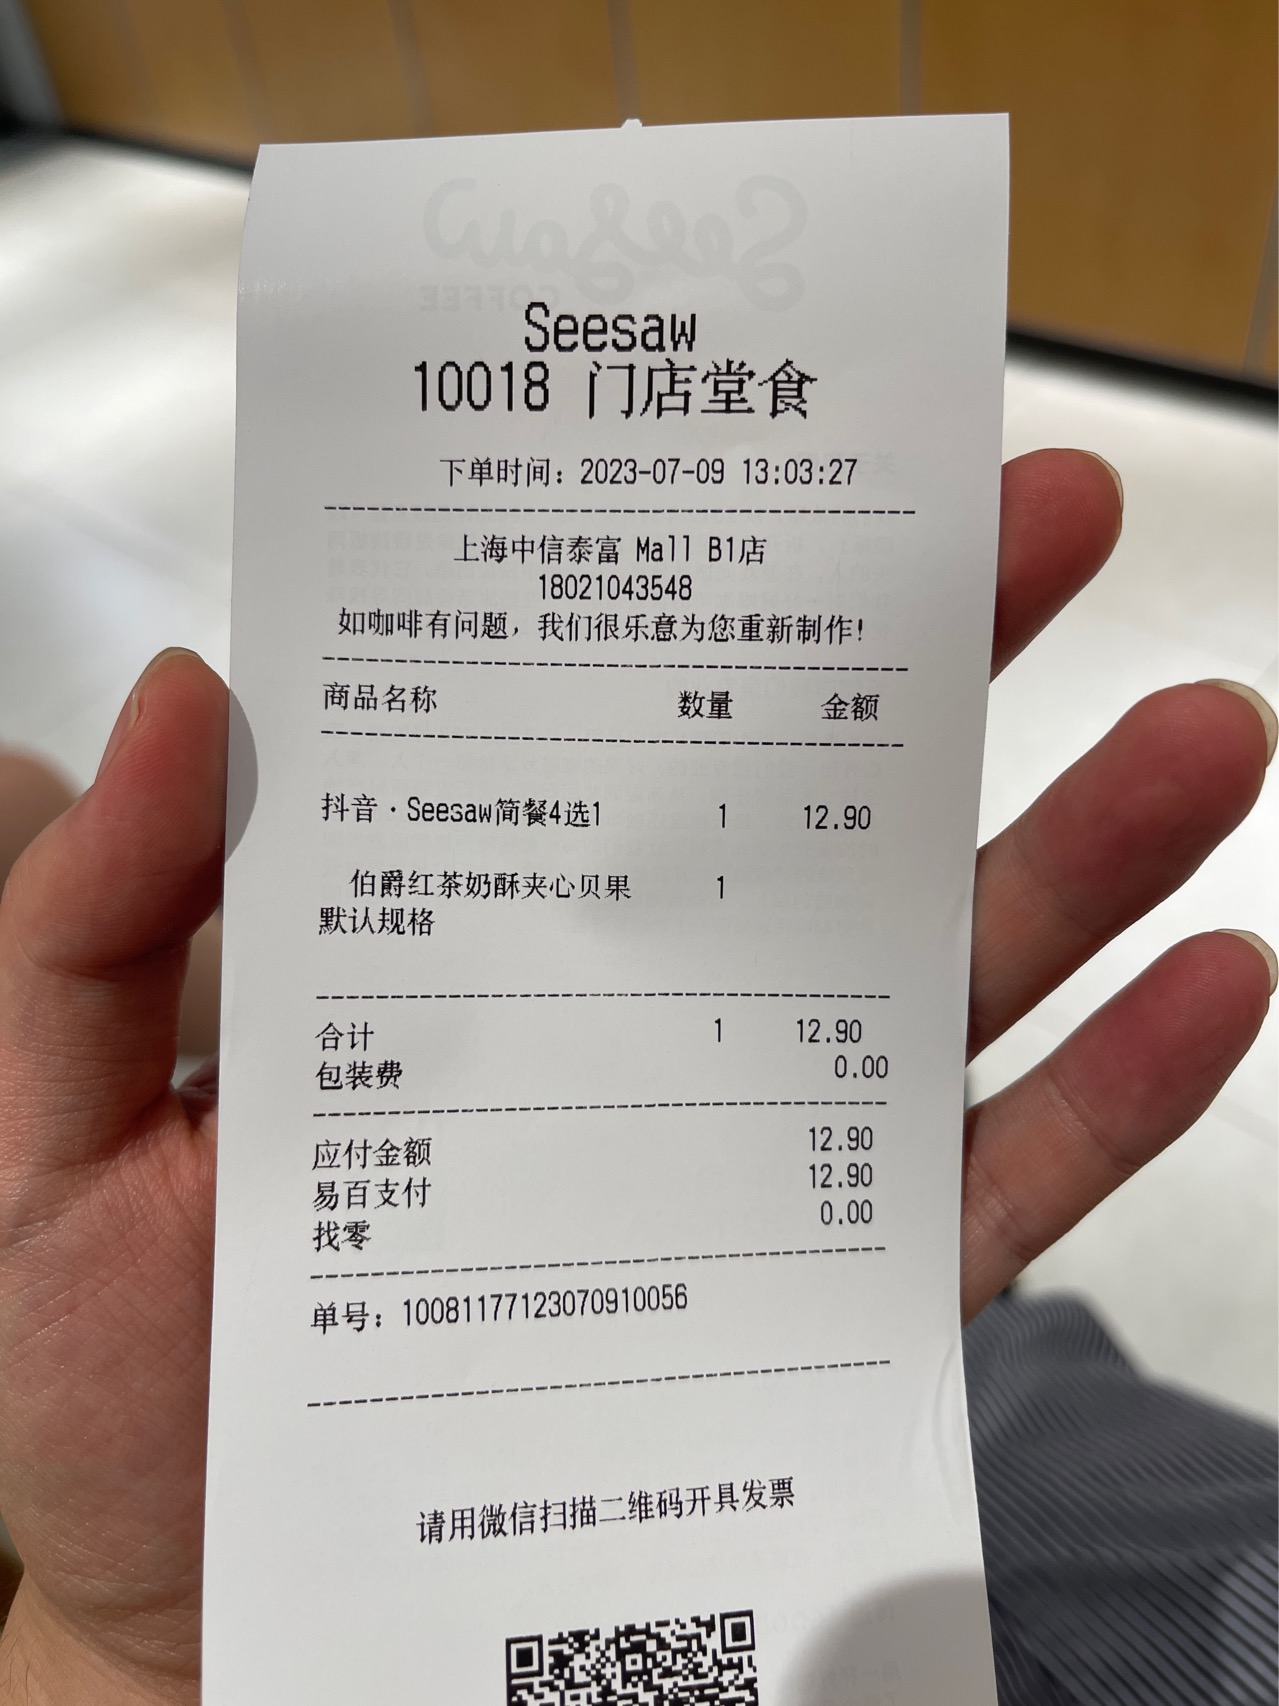 Seesaw
COFFEE
Seesaw
10018 门店堂食
下单时间：2023-07-09 13:03:27
上海中信泰富 Mall B1店
18021043548
如咖啡有问题，我们很乐意为您重新制作!
商品名称 数量 金额
抖音·Seesaw简餐4选1 1 12.90
伯爵红茶奶酥夹心贝果 1
默认规格
合计 1 12.90
包装费 0.00
应付金额 12.90
易百支付 12.90
找零 0.00
单号：10081177123070910056
请用微信扫描二维码开具发票